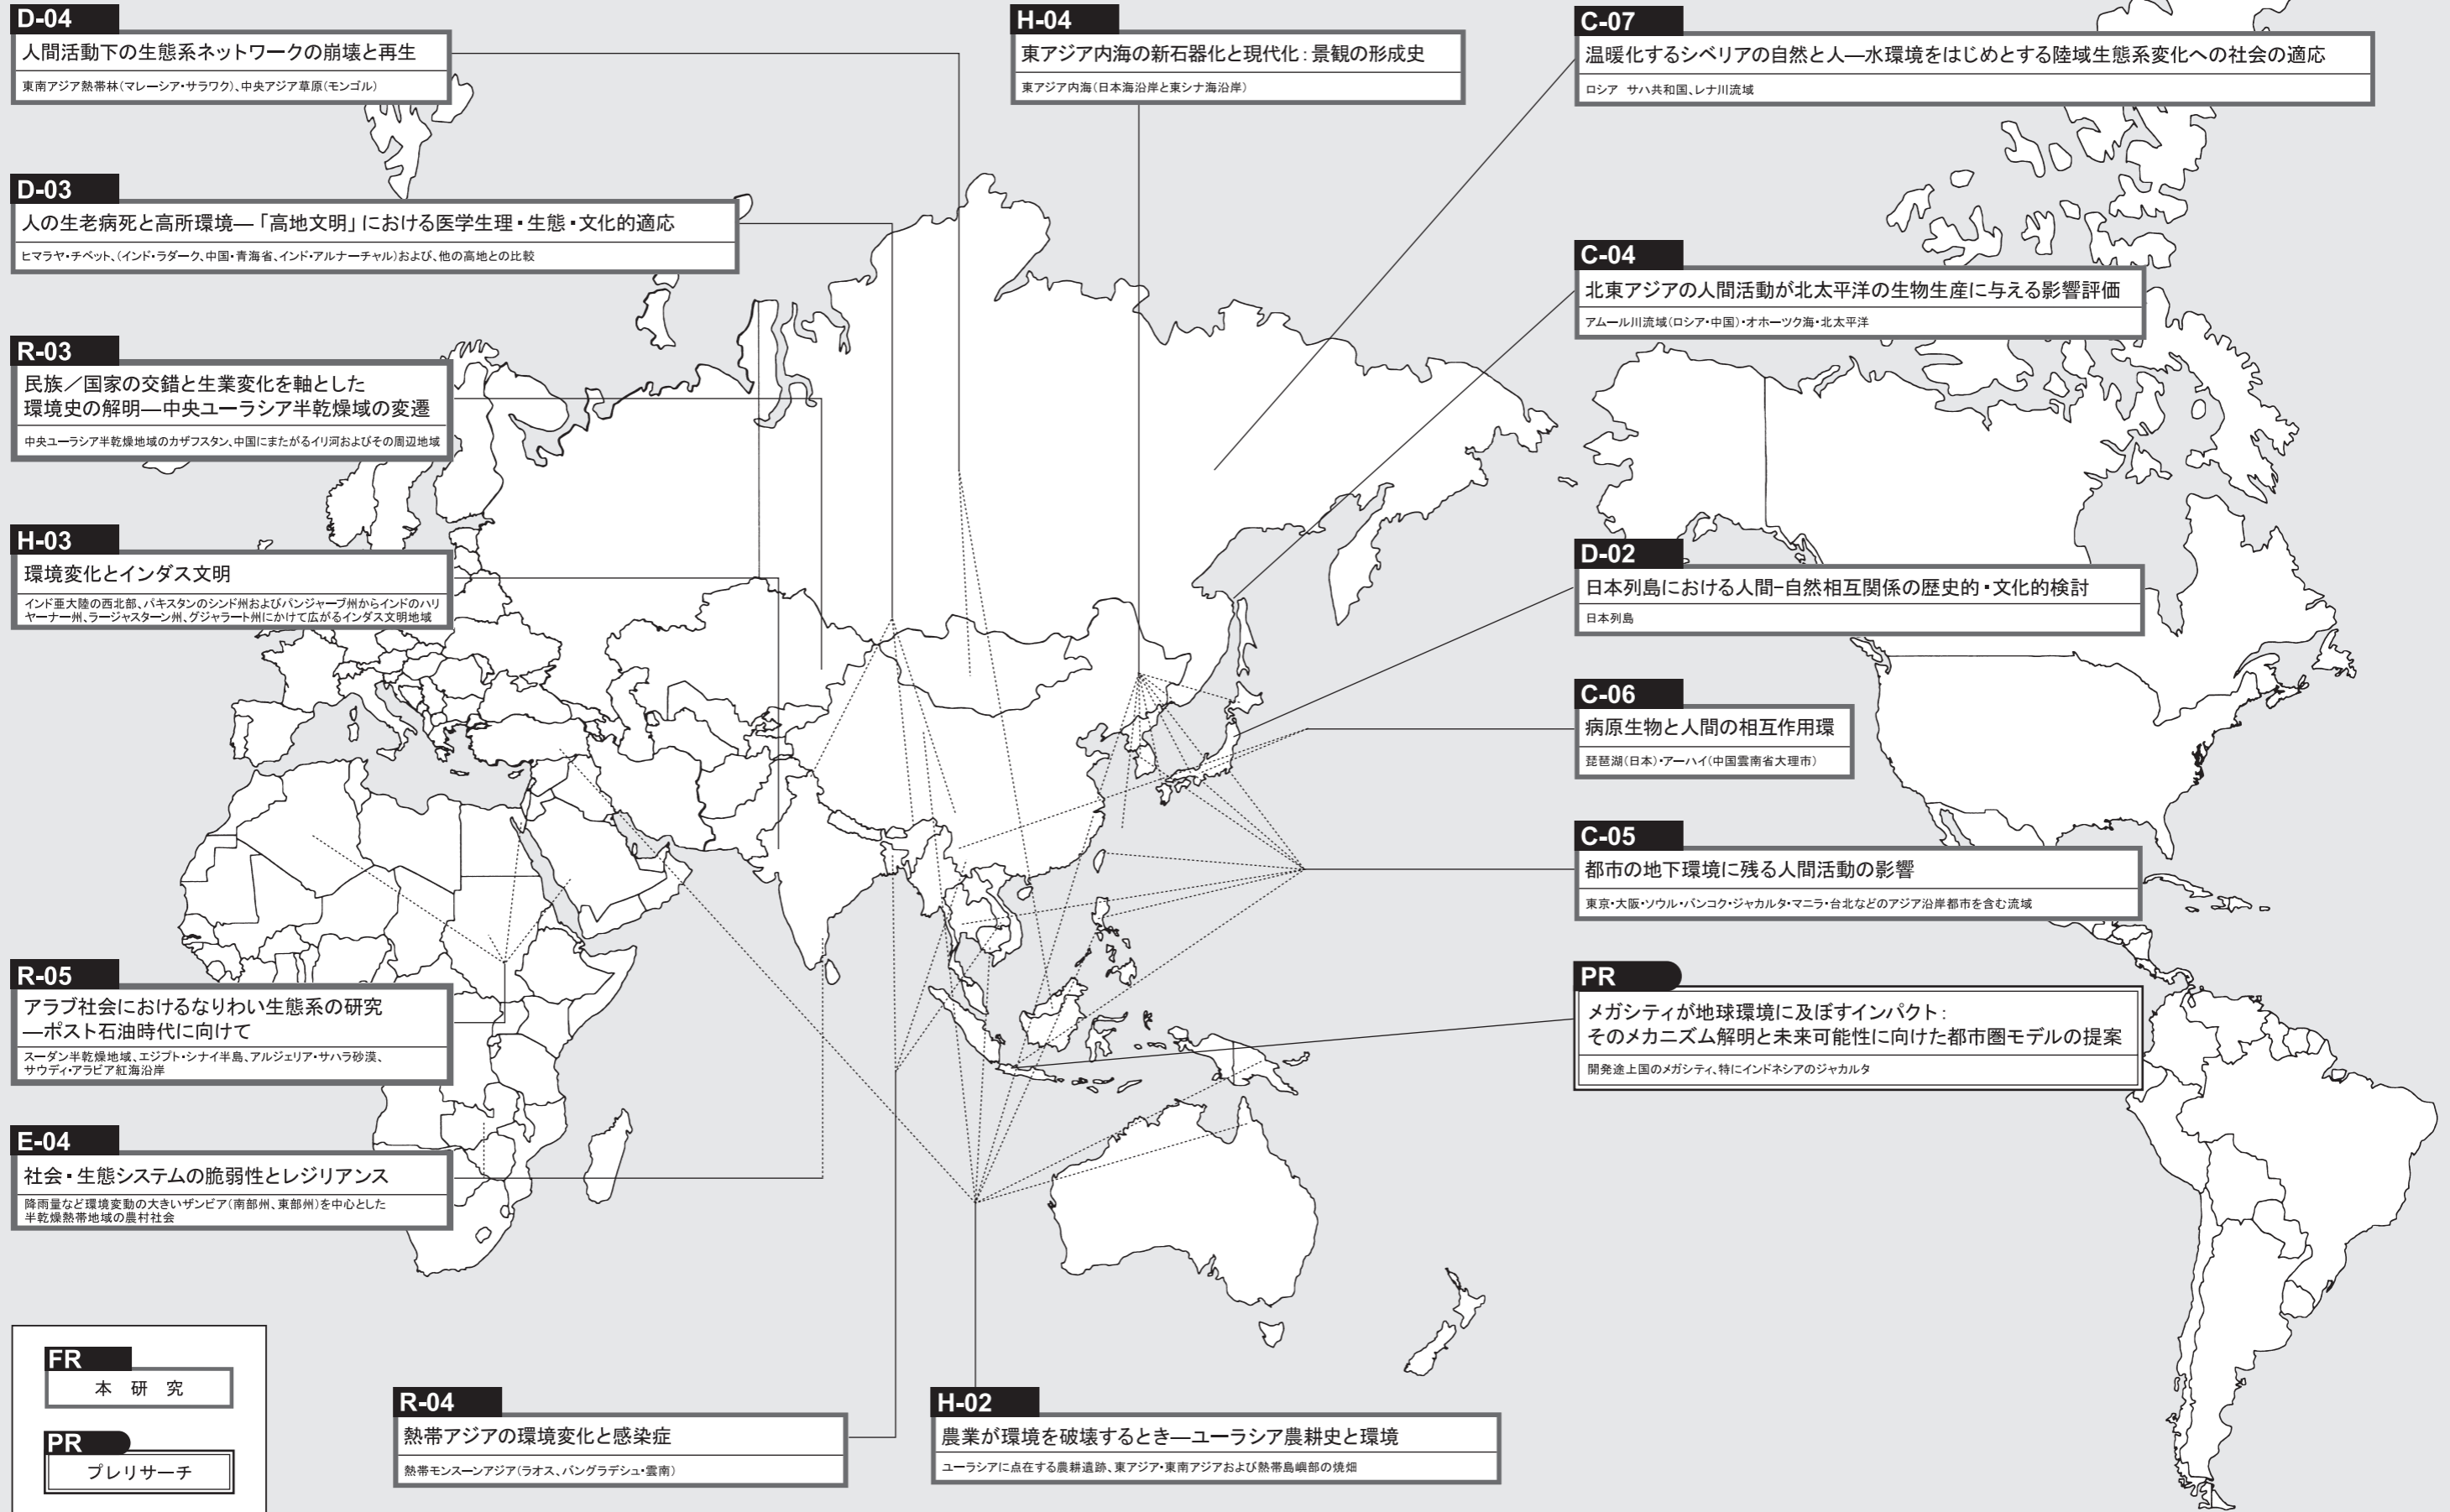 D-04
人間活動下の生態系ネットワークの崩壊と再生
東南アジア熱帯林(マレーシア・サラワク)、中央アジア草原(モンゴル)
D-03
人の生老病死と高所環境—「高地文明」における医学生理・生態・文化的適応
ヒマラヤ・チベット、(インド・ラダーク、中国・青海省、インド・アルナーチャル)および、他の高地との比較
R-03
民族／国家の交錯と生業変化を軸とした
環境史の解明—中央ユーラシア半乾燥域の変遷
中央ユーラシア半乾燥地域のカザフスタン、中国にまたがるイリ河およびその周辺地域
H-03
環境変化とインダス文明
インド亜大陸の西北部、パキスタンのシンド州およびパンジャーブ州からインドのハリ
ヤーナー州、ラージャスターン州、グジャラート州にかけて広がるインダス文明地域
R-05
アラブ社会におけるなりわい生態系の研究
—ポスト石油時代に向けて
スーダン半乾燥地域、エジプト・シナイ半島、アルジェリア・サハラ砂漠、
サウディ・アラビア紅海沿岸
E-04
社会・生態システムの脆弱性とレジリアンス
降雨量など環境変動の大きいザンビア(南部州、東部州)を中心とした
半乾燥熱帯地域の農村社会
FR
本 研 究
PR
プレリサーチ
R-04
熱帯アジアの環境変化と感染症
熱帯モンスーンアジア(ラオス、バングラデシュ・雲南)
H-02
農業が環境を破壊するとき—ユーラシア農耕史と環境
ユーラシアに点在する農耕遺跡、東アジア・東南アジアおよび熱帯島嶼部の焼畑
H-04
東アジア内海の新石器化と現代化：景観の形成史
東アジア内海(日本海沿岸と東シナ海沿岸)
C-07
温暖化するシベリアの自然と人—水環境をはじめとする陸域生態系変化への社会の適応
ロシア サハ共和国、レナ川流域
C-04
北東アジアの人間活動が北太平洋の生物生産に与える影響評価
アムール川流域(ロシア・中国)・オホーツク海・北太平洋
D-02
日本列島における人間-自然相互関係の歴史的・文化的検討
日本列島
C-06
病原生物と人間の相互作用環
琵琶湖(日本)・アーハイ(中国雲南省大理市)
C-05
都市の地下環境に残る人間活動の影響
東京・大阪・ソウル・バンコク・ジャカルタ・マニラ・台北などのアジア沿岸都市を含む流域
PR
メガシティが地球環境に及ぼすインパクト：
そのメカニズム解明と未来可能性に向けた都市圏モデルの提案
開発途上国のメガシティ、特にインドネシアのジャカルタ